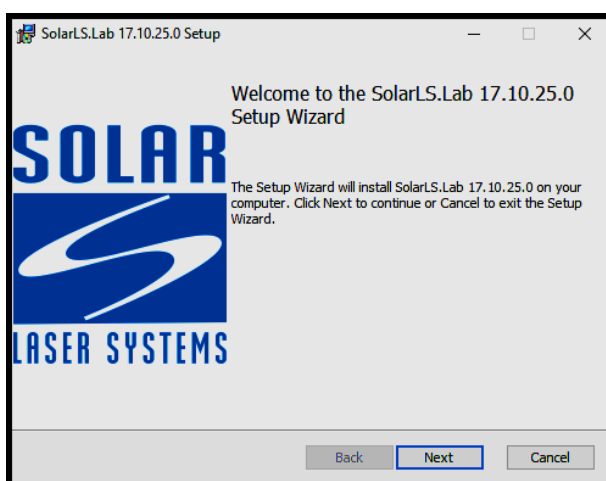 SolarLS.Lab 17.10.25.0 Setup
Welcome to the SolarLS.Lab 17.10.25.0
Setup Wizard
SOLAR
The Setup Wizard will install SolarLS.Lab 17.10.25.0 on your
computer. Click Next to continue or Cancel to exit the Setup
Wizard.
LASER SYSTEMS
Back Next Cancel